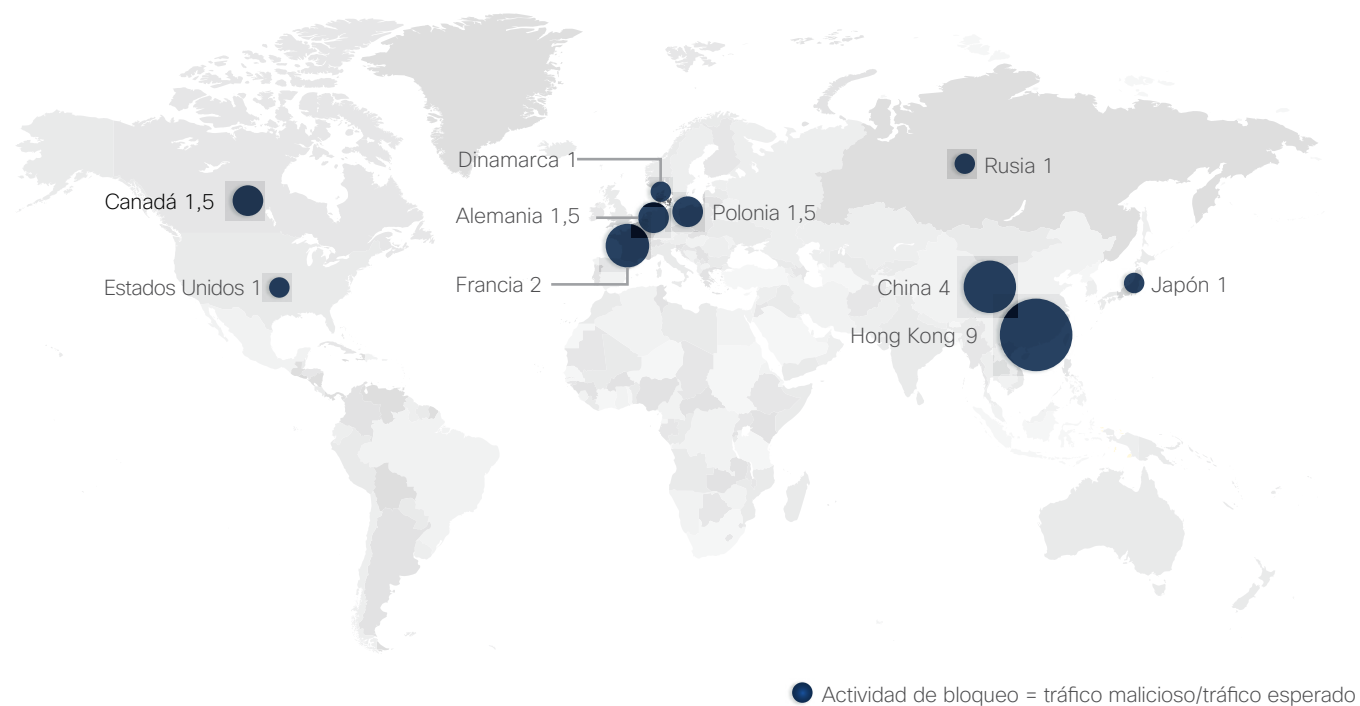 Dinamarca 1
Rusia 1
Canadá 1,5
Alemania 1,5
Polonia 1,5
Estados Unidos 1
Francia 2
China 4
Japón 1
Hong Kong 9
Actividad de bloqueo = tráfico malicioso/tráfico esperado